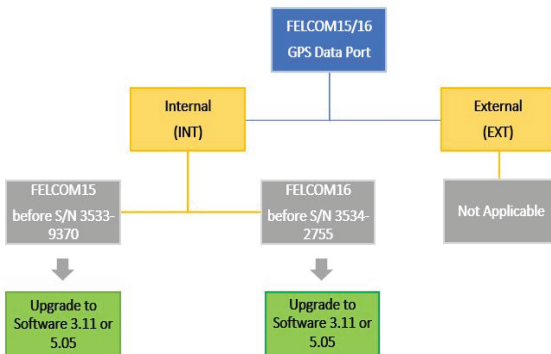 FELCOM15/16
GPS Data Port
Internal
(INT)
External
(EXT)
FELCOM15
before S/N 3533-
9370
FELCOM16
before S/N 3534-
2755
Not Applicable
Upgrade to
Software 3.11 or
5.05
Upgrade to
Software 3.11 or
5.05